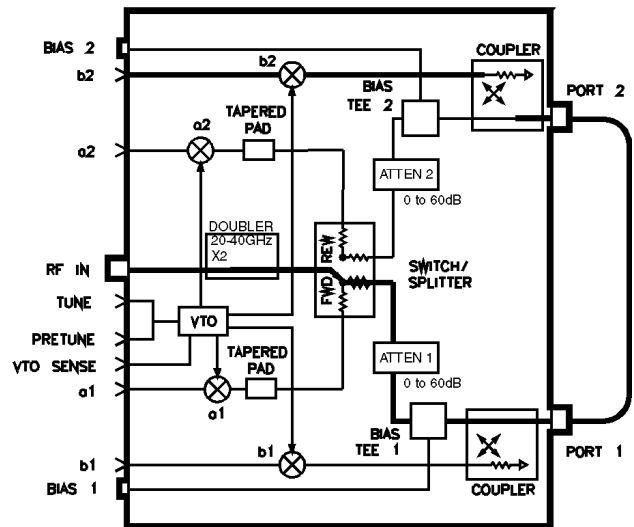 BIAS 2
b2
b2
COUPLER
BIAS
TEE 2
PORT 2
TAPERED
PAD
a2
a2
ATTEN 2
0 to 60dB
DOUBLER
20-40GHz
X2
REW
RF IN
SWITCH/
SPLITTER
FWD
TUNE
VTO
PRETUNE
VTO SENSE
TAPERED
PAD
ATTEN 1
0 to 60dB
a1
a1
BIAS
TEE 1
b1
b1
PORT 1
BIAS 1
COUPLER